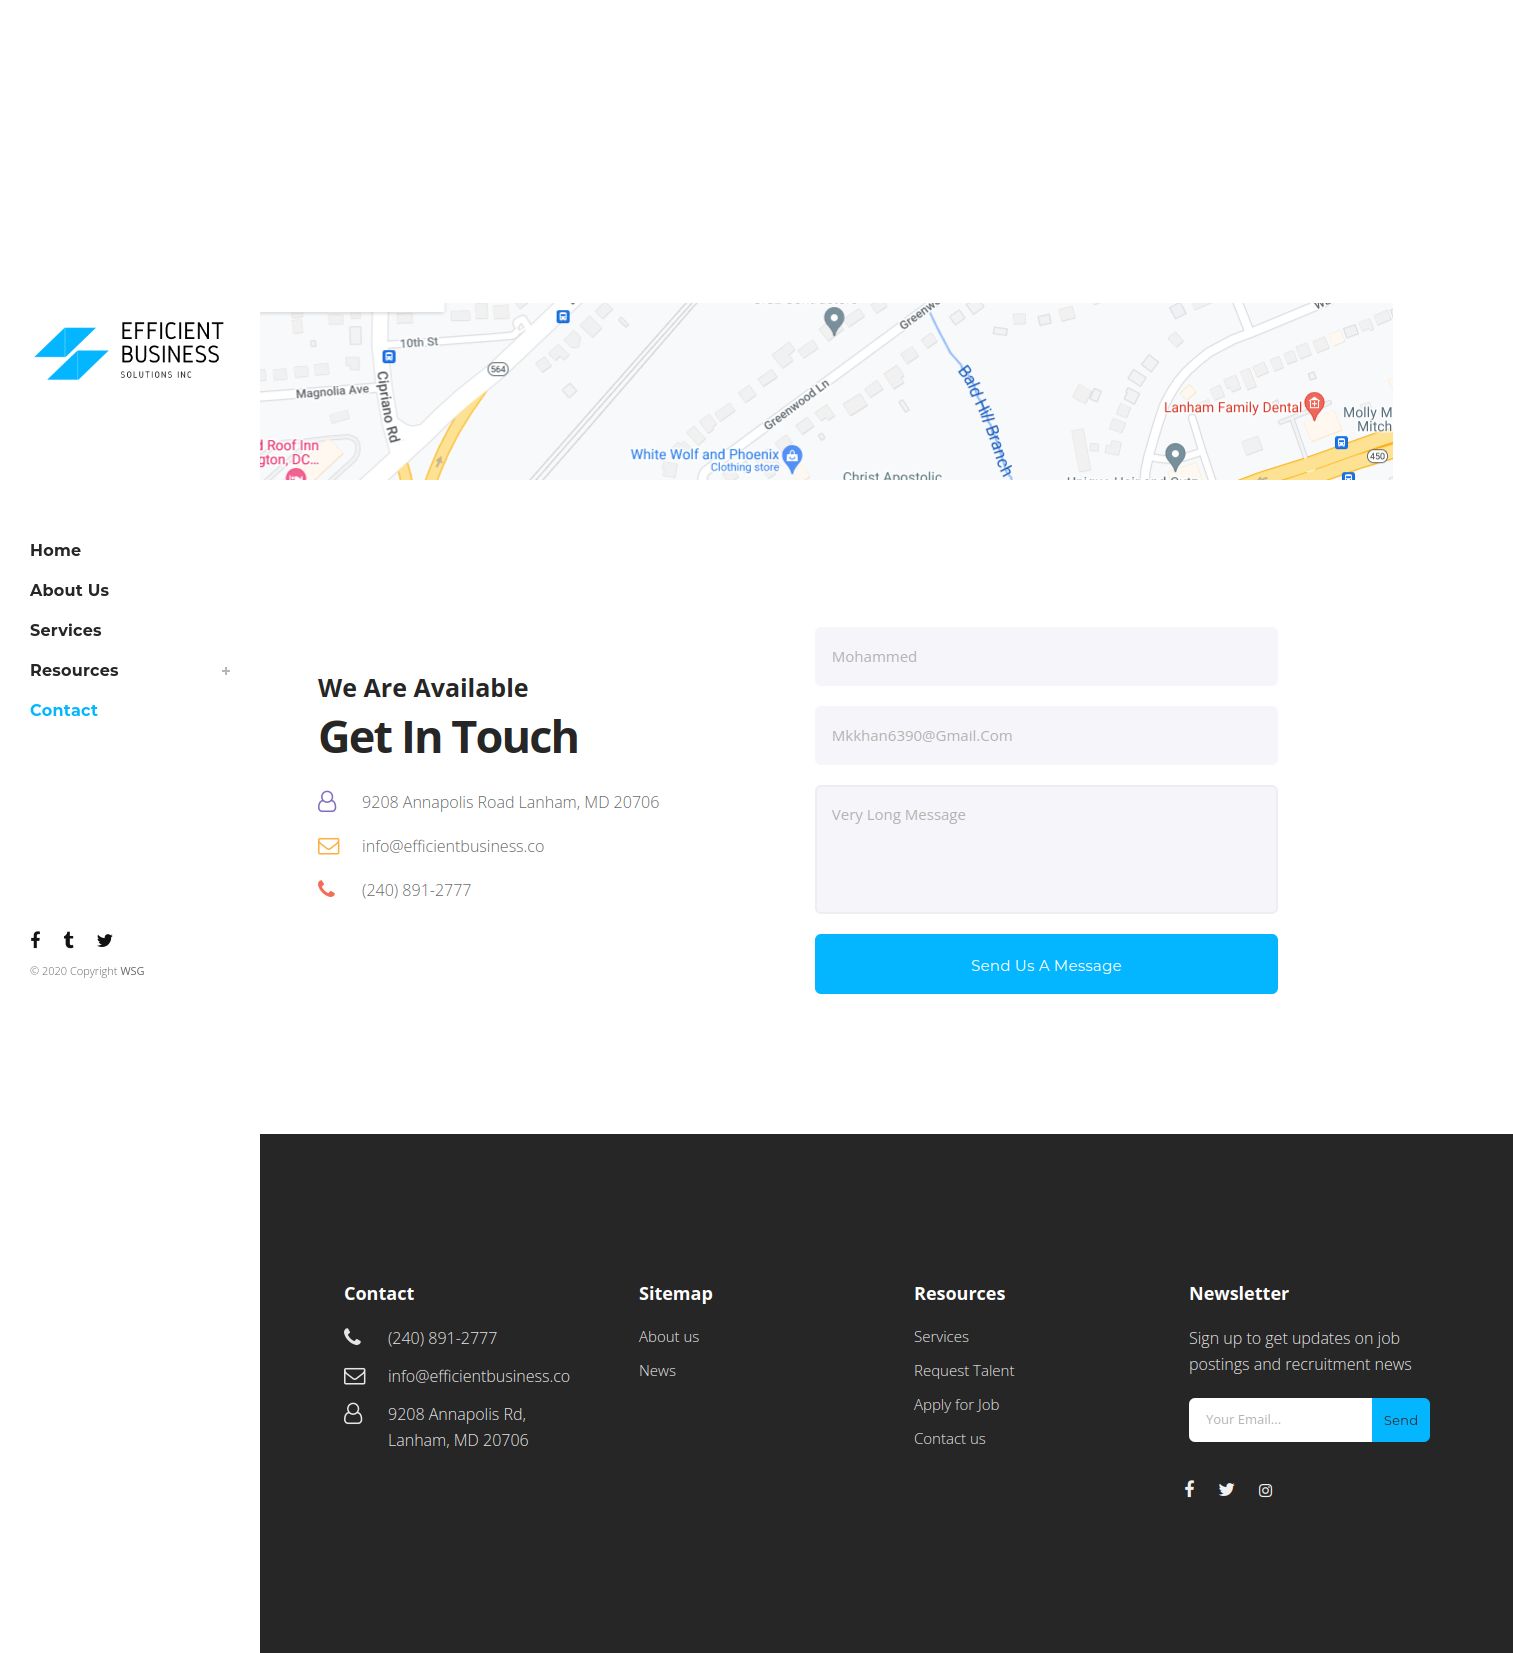 EFFICIENT
BUSINESS
SOLUTIONS INC
10th St
564
Magnolia Ave
Cipriano Rd
d Roof Inn
gton, DC...
Greenwood Ln
White Wolf and Phoenix
Clothing store
Bald Hill Branch
Christ Apostolic
Lanham Family Dental
Molly M
Mitch
450
Home
About Us
Services
Resources
+
Contact
© 2020 Copyright WSG
We Are Available
Get In Touch
9208 Annapolis Road Lanham, MD 20706
info@efficientbusiness.co
(240) 891-2777
Mohammed
Mkkhan6390@Gmail.Com
Very Long Message
Send Us A Message
Contact
(240) 891-2777
info@efficientbusiness.co
9208 Annapolis Rd,
Lanham, MD 20706
Sitemap
About us
News
Resources
Services
Request Talent
Apply for Job
Contact us
Newsletter
Sign up to get updates on job
postings and recruitment news
Your Email...
Send